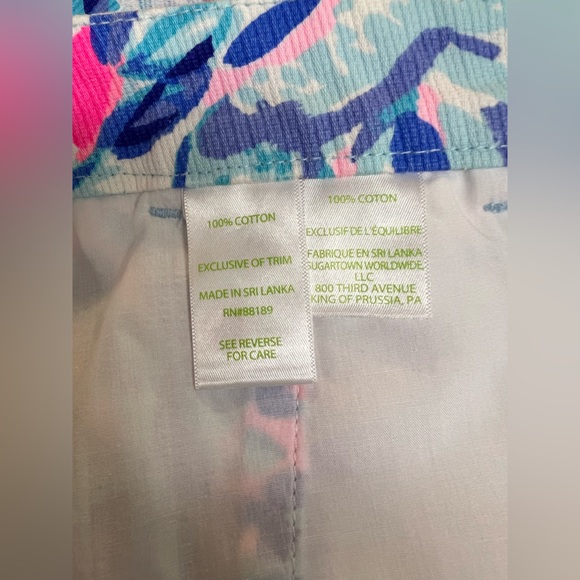 100% COTTON
EXCLUSIVE OF TRIM
MADE IN SRI LANKA
RN#88189
SEE REVERSE
FOR CARE
100% COTON
EXCLUSIF DE L'ÉQUILIBRE
FABRIQUE EN SRI LANKA
SUGARTOWN WORLDWIDE,
LLC
800 THIRD AVENUE
KING OF PRUSSIA, PA